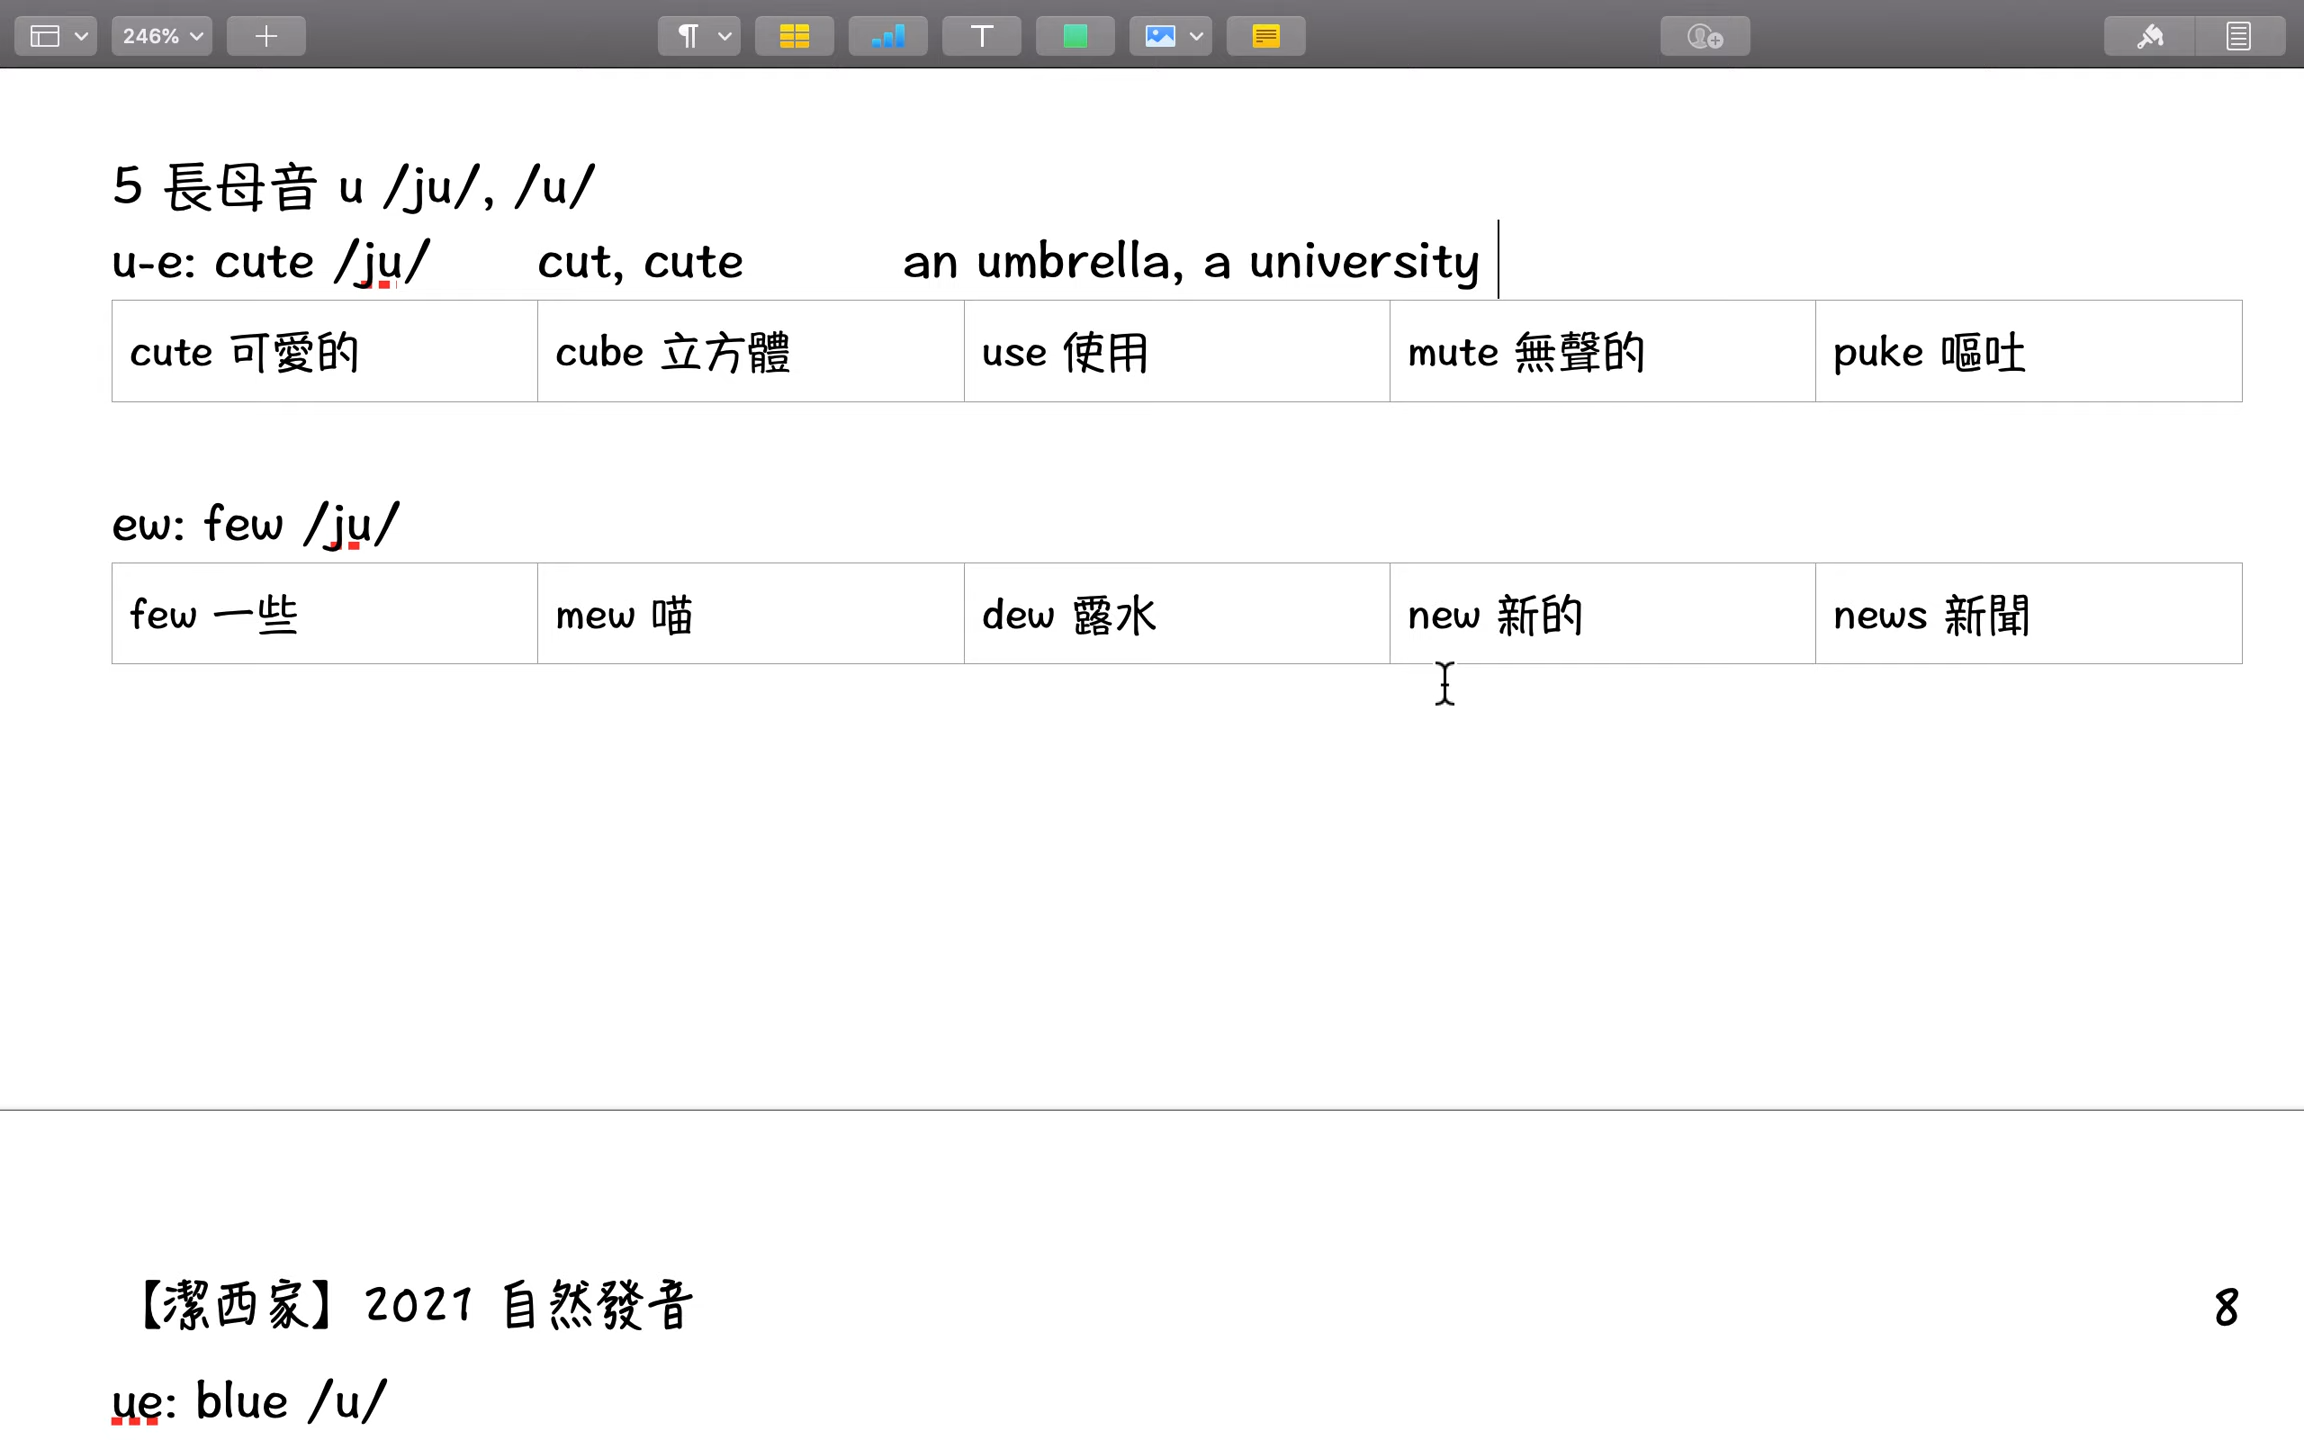 246%
5 長母音 u /ju/, /u/
u-e: cute /ju/ cut, cute an umbrella, a university
cute 可愛的 cube 立方體 use 使用 mute 無聲的 puke 嘔吐
ew: few /ju/
few 一些 mew 喵 dew 露水 new 新的 news 新聞
【潔西家】2021 自然發音 8
ue: blue /u/